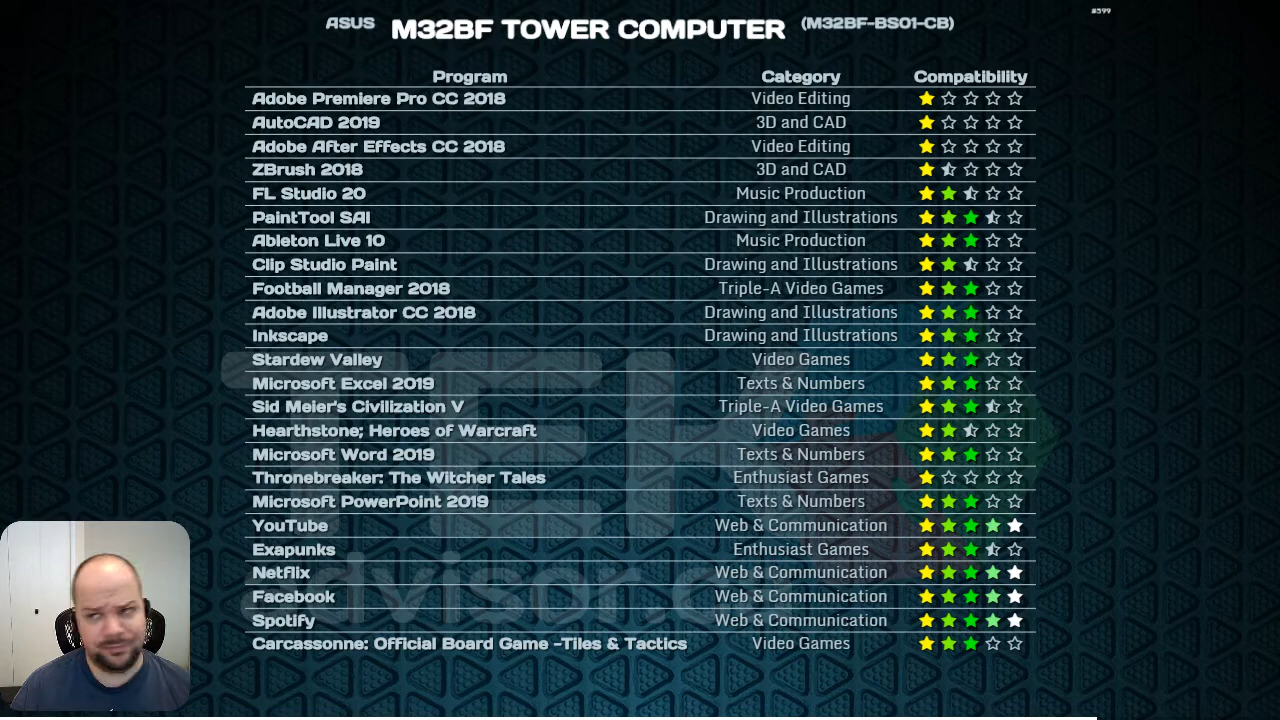 #599
ASUS M32BF TOWER COMPUTER (M32BF-BS01-CB)
Program Category Compatibility
Adobe Premiere Pro CC 2018 Video Editing
AutoCAD 2019 3D and CAD
Adobe After Effects CC 2018 Video Editing
ZBrush 2018 3D and CAD
FL Studio 20 Music Production
PaintTool SAI Drawing and Illustrations
Ableton Live 10 Music Production
Clip Studio Paint Drawing and Illustrations
Football Manager 2018 Triple-A Video Games
Adobe Illustrator CC 2018 Drawing and Illustrations
Inkscape Drawing and Illustrations
Stardew Valley Video Games
Microsoft Excel 2019 Texts & Numbers
Sid Meier's Civilization V Triple-A Video Games
Hearthstone; Heroes of Warcraft Video Games
Microsoft Word 2019 Texts & Numbers
Thronebreaker: The Witcher Tales Enthusiast Games
Microsoft PowerPoint 2019 Texts & Numbers
YouTube Web & Communication
Exapunks Enthusiast Games
Netflix Web & Communication
Facebook Web & Communication
Spotify Web & Communication
Carcassonne: Official Board Game -Tiles & Tactics Video Games